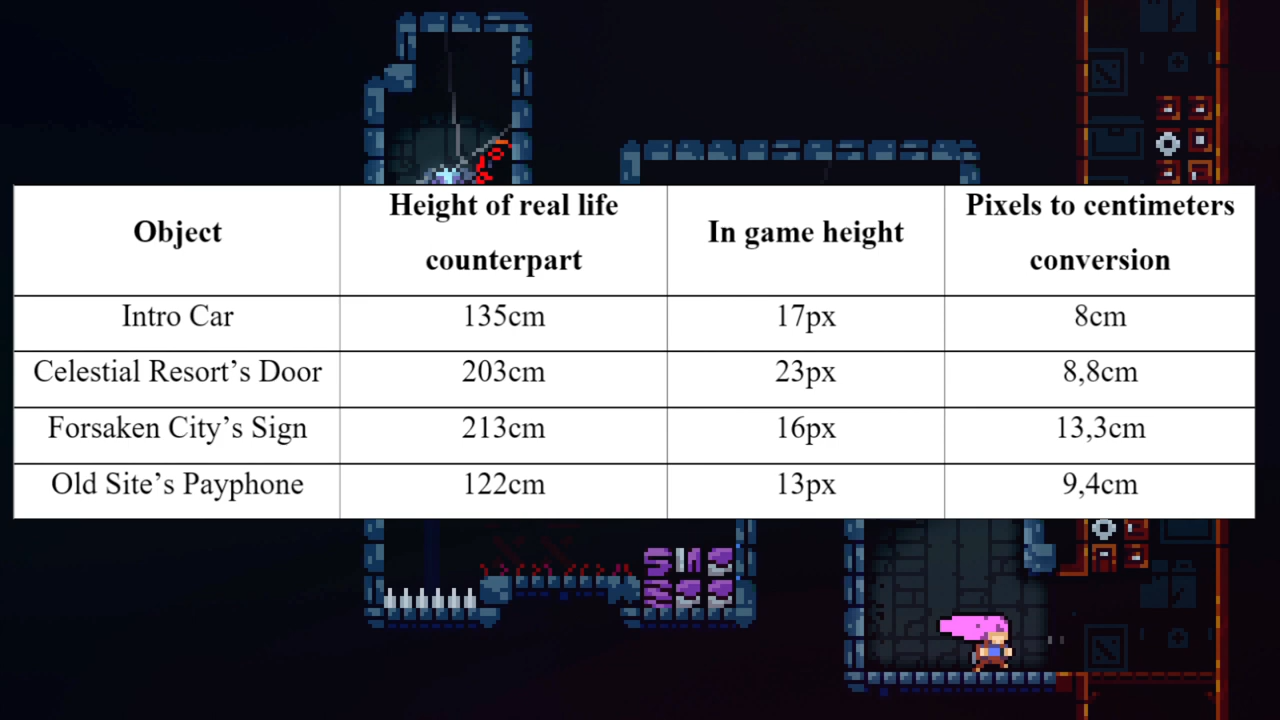 Object
Height of real life
counterpart
In game height
Pixels to centimeters
conversion
Intro Car 135cm 17px 8cm
Celestial Resort’s Door 203cm 23px 8,8cm
Forsaken City’s Sign 213cm 16px 13,3cm
Old Site’s Payphone 122cm 13px 9,4cm